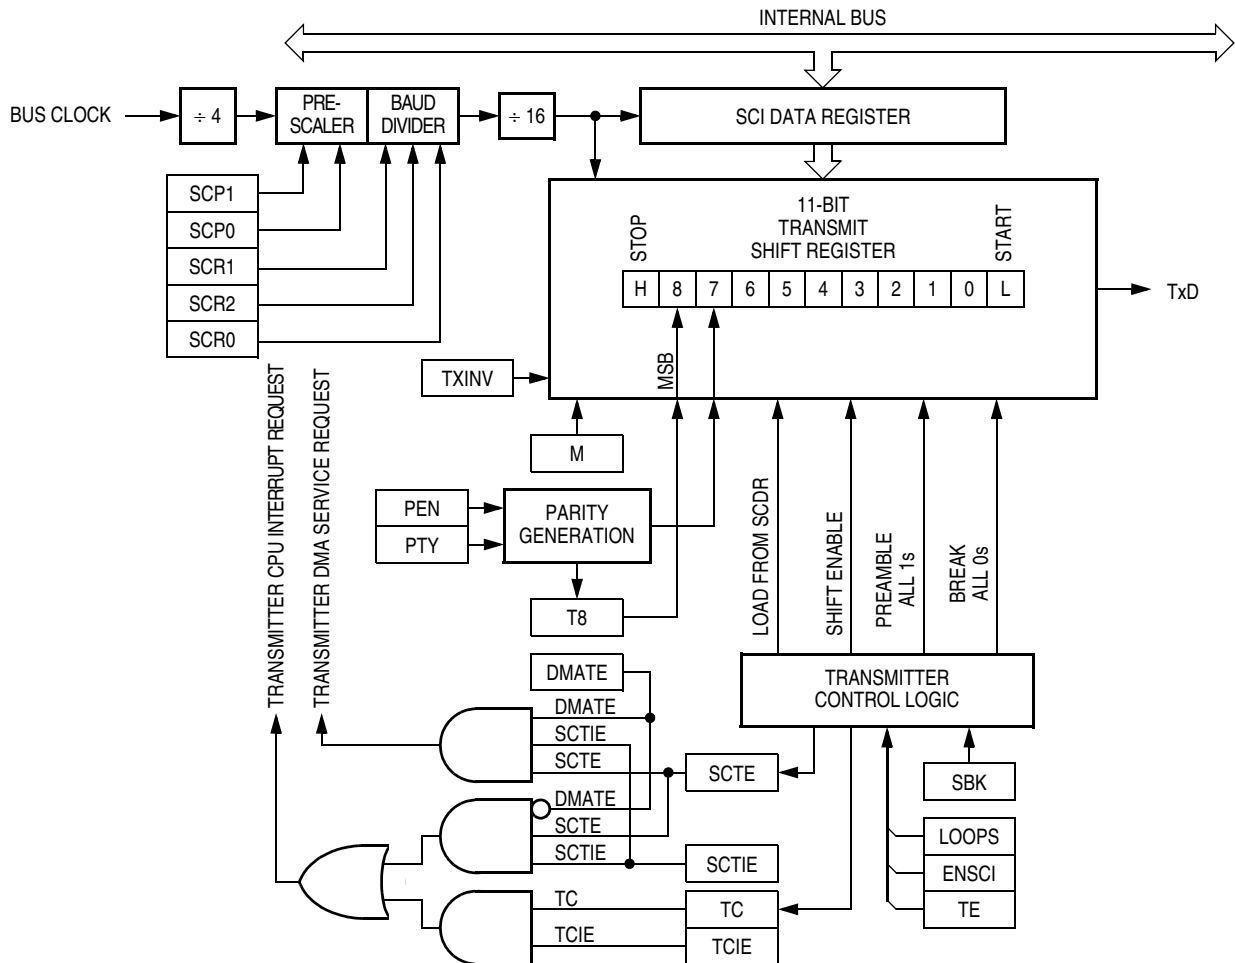 INTERNAL BUS
BUS CLOCK
÷ 4
PRE-
SCALER
BAUD
DIVIDER
÷ 16
SCI DATA REGISTER
SCP1
SCP0
SCR1
SCR2
SCR0
11-BIT
TRANSMIT
SHIFT REGISTER
STOP
START
H 8 7 6 5 4 3 2 1 0 L
TxD
TXINV
MSB
M
PEN
PTY
PARITY
GENERATION
T8
LOAD FROM SCDR
SHIFT ENABLE
PREAMBLE
ALL 1s
BREAK
ALL 0s
TRANSMITTER CPU INTERRUPT REQUEST
TRANSMITTER DMA SERVICE REQUEST
DMATE
TRANSMITTER
CONTROL LOGIC
DMATE
SCTIE
SCTE
SCTE
SBK
DMATE
SCTE
SCTIE
SCTIE
LOOPS
ENSCI
TE
TC
TC
TCIE
TCIE